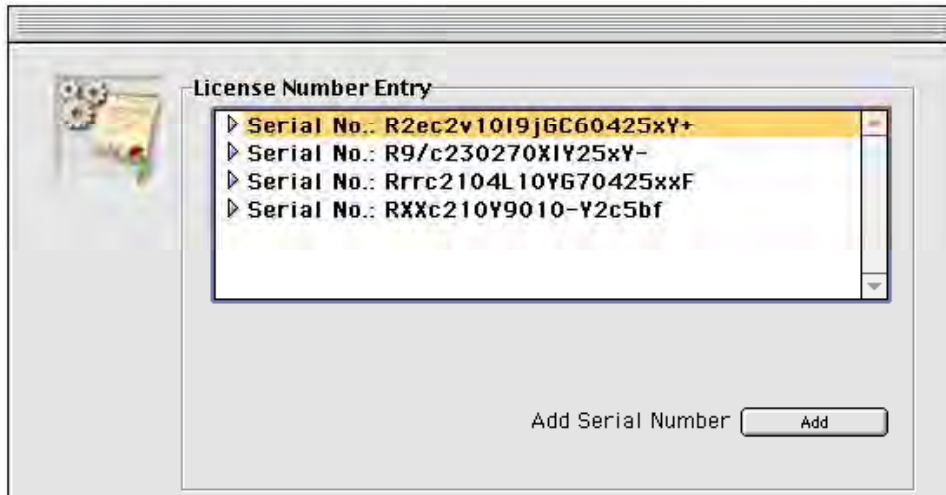 License Number Entry
Serial No.: R2ec2v10I9jGC60425xY+
Serial No.: R9/c230270XIY25xY-
Serial No.: Rrrc2104L10YG70425xxF
Serial No.: RXXc210Y9010-Y2c5bf
Add Serial Number Add